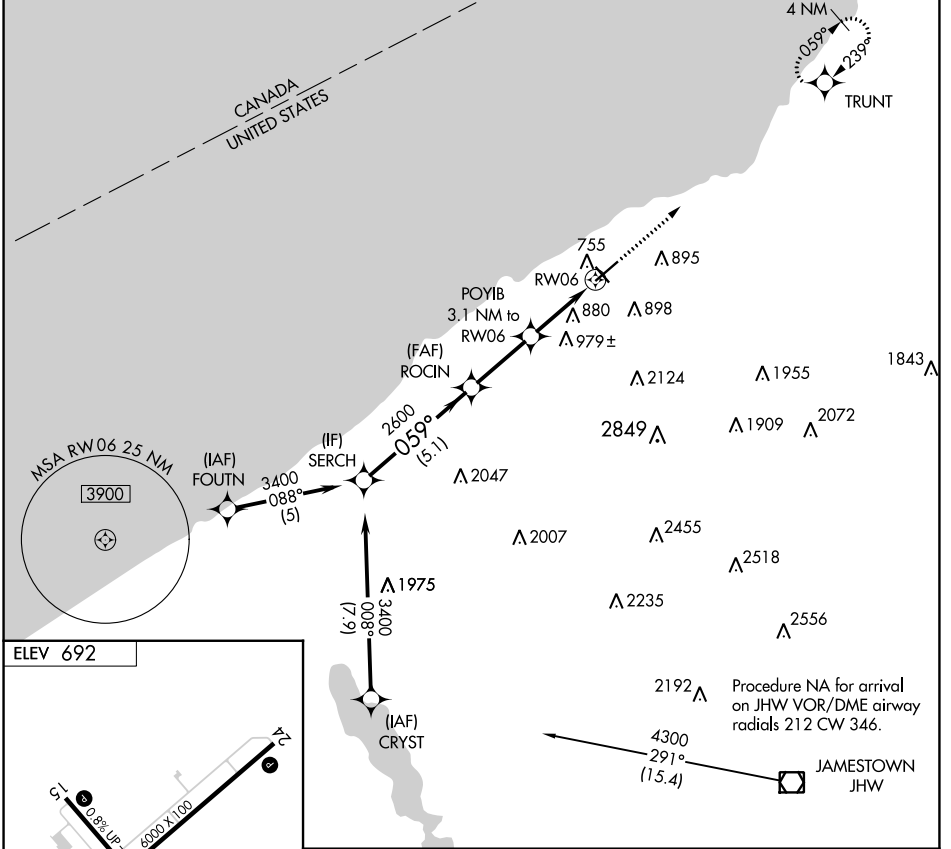 4 NM
059°
239°
TRUNT
CANADA
UNITED STATES
755
RW06
895
POYIB
3.1 NM to
RW06
880
898
979±
(FAF)
ROCIN
2124
1955
1843
2600
059°
(5.1)
2849
1909
2072
(IF)
SERCH
MSA RW06 25 NM
3900
(IAF)
FOUTN
3400
088°
(5)
2047
2007
2455
2518
1975
3400
008°
(7.9)
2235
2556
ELEV 692
2192
Procedure NA for arrival
on JHW VOR/DME airway
radials 212 CW 346.
(IAF)
CRYST
4300
291°
(15.4)
JAMESTOWN
JHW
24
P
15
P
0.8% UP
6000 X 100